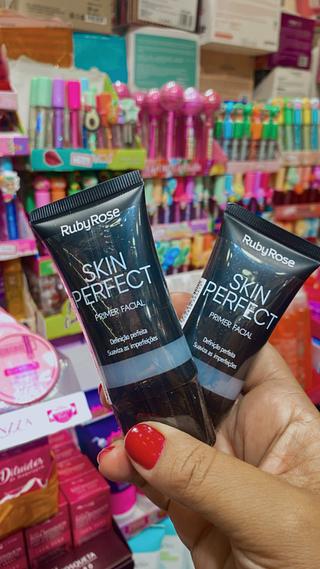 RubyRose
SKIN
PERFECT
PRIMER FACIAL
Definição perfeita
Suaviza as imperfeições
RubyRose
SKIN
PERFECT
PRIMER FACIAL
Definição perfeita
Suaviza as imperfeições
Diluidor